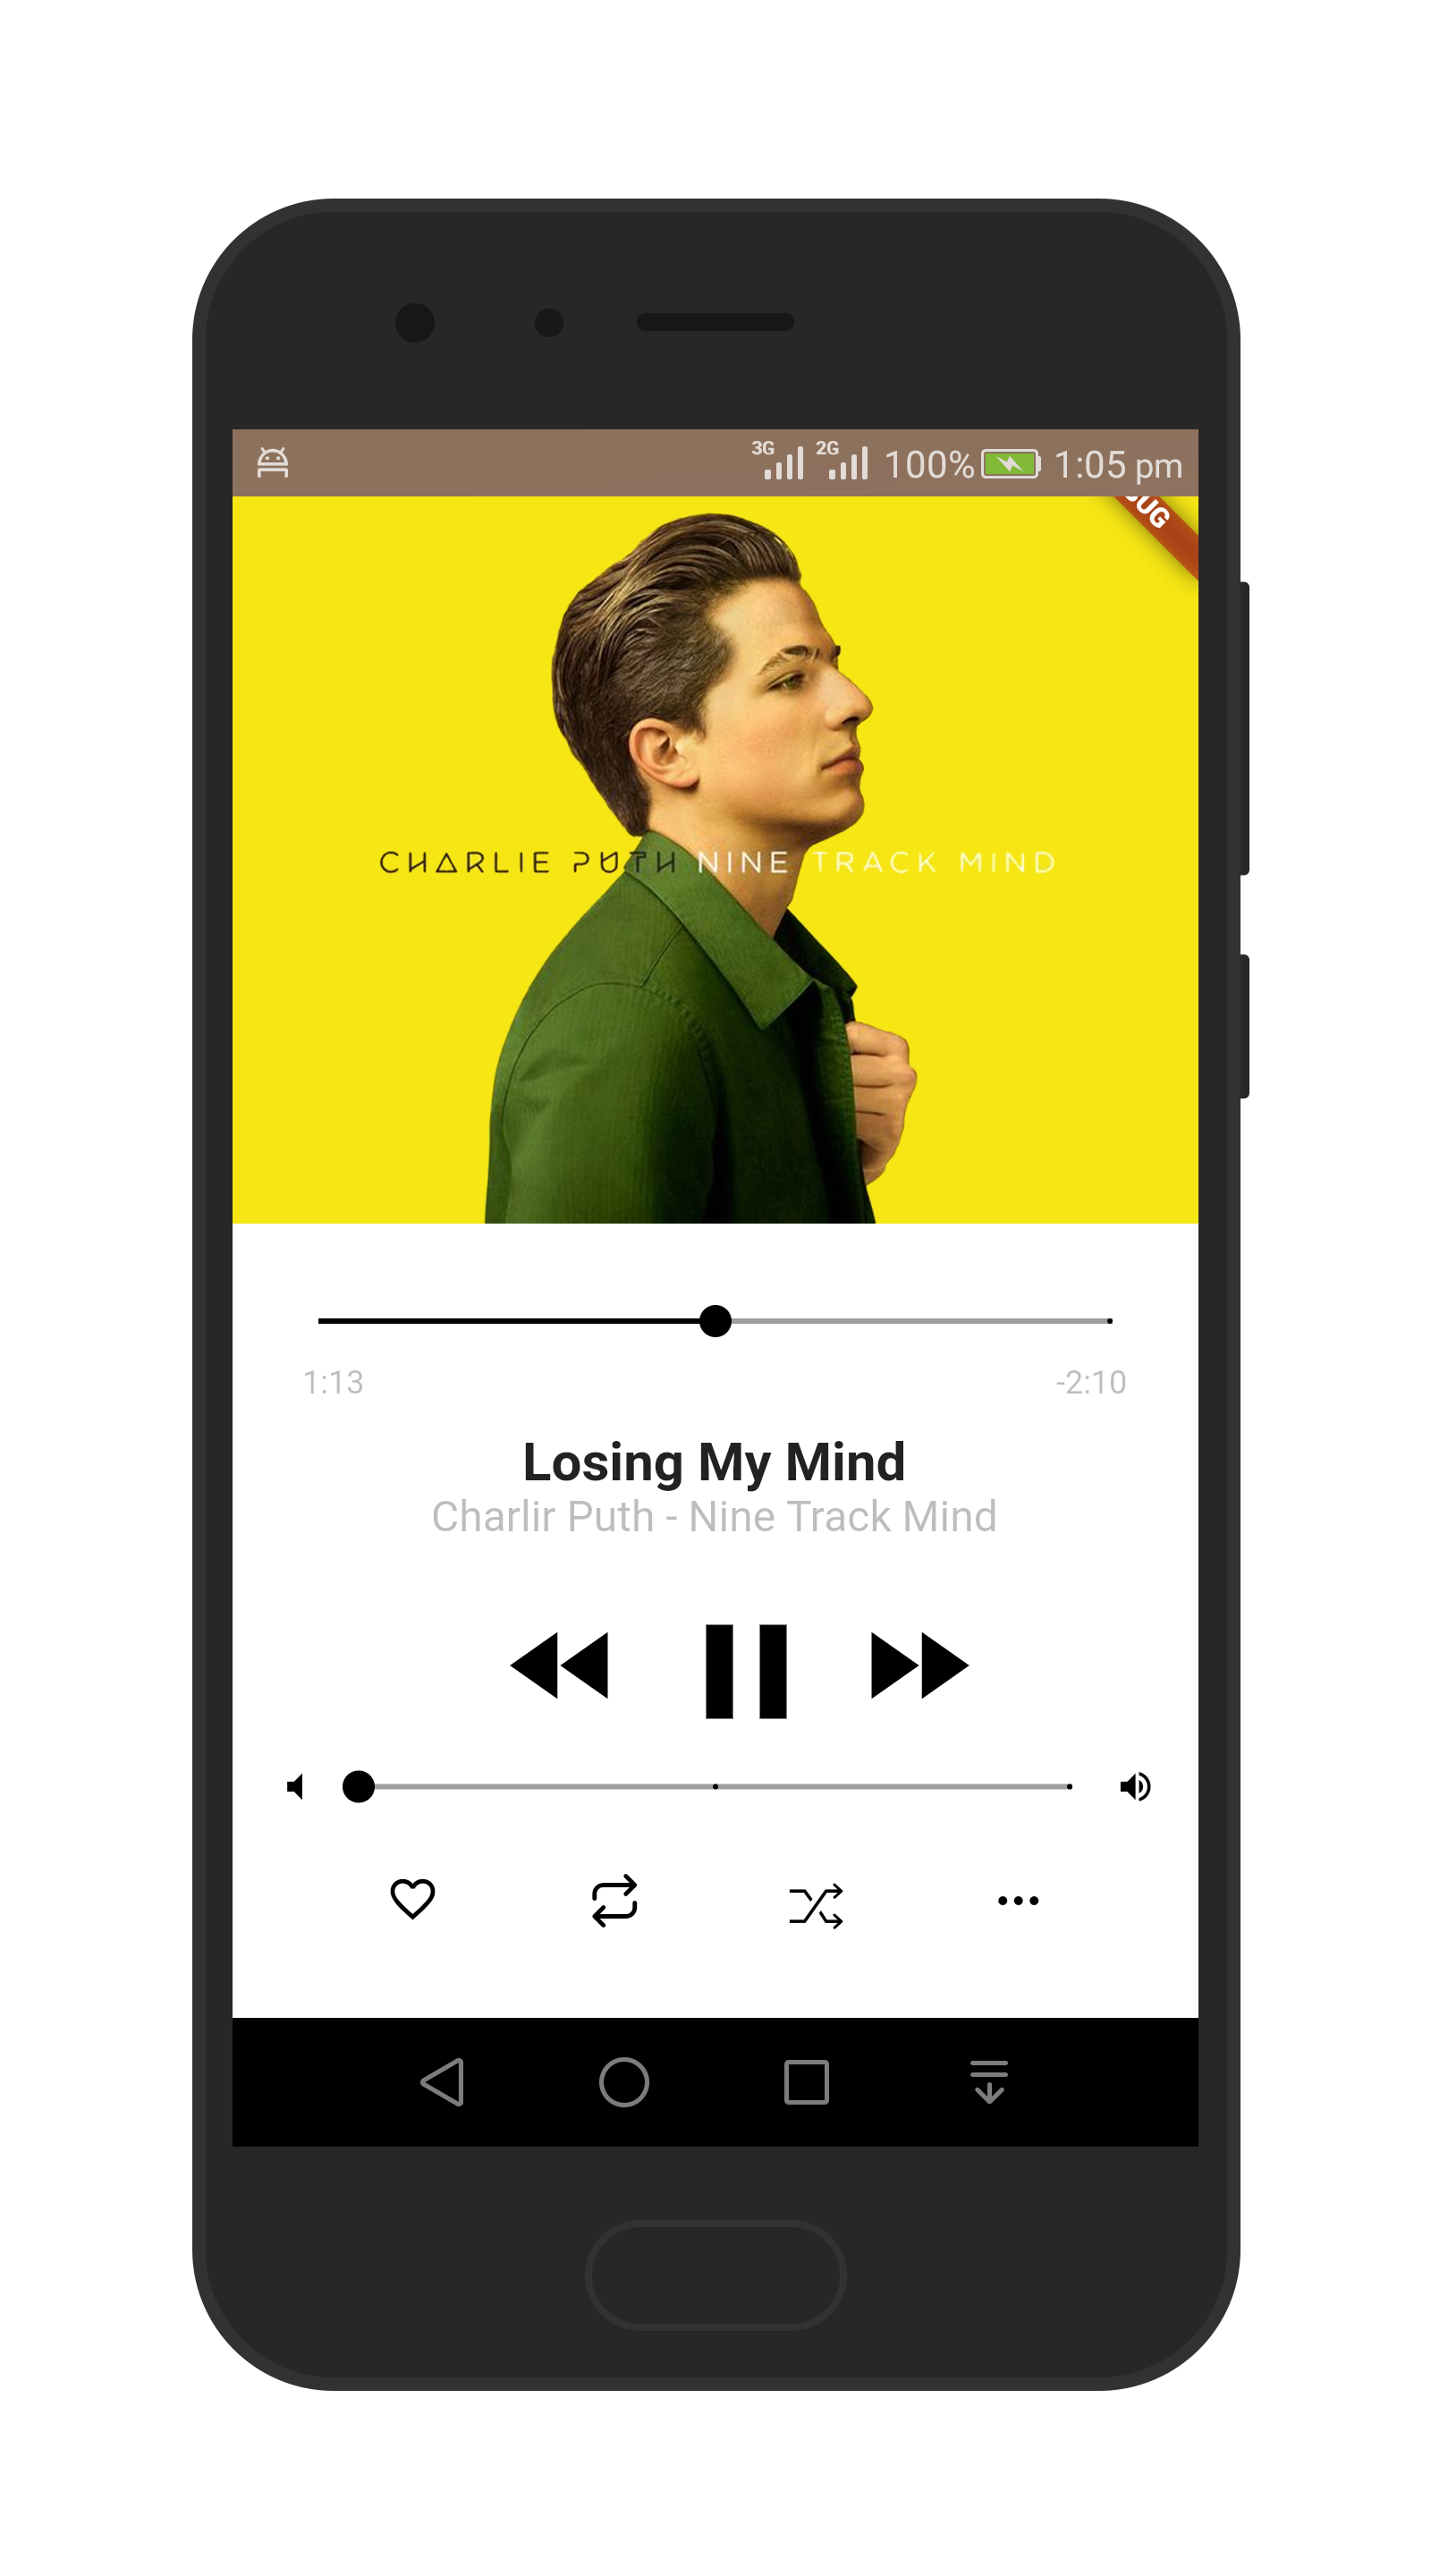 3G 2G 100% 1:05 pm
UG
CHARLIE PUTH NINE TRACK MIND
1:13 -2:10
Losing My Mind
Charlir Puth - Nine Track Mind